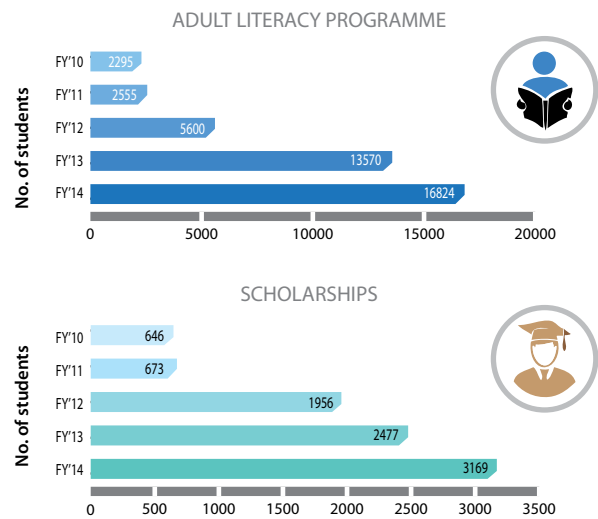 ADULT LITERACY PROGRAMME
No. of students
FY'10 2295
FY'11 2555
FY'12 5600
FY'13 13570
FY'14 16824
0 5000 10000 15000 20000
SCHOLARSHIPS
No. of students
FY'10 646
FY'11 673
FY'12 1956
FY'13 2477
FY'14 3169
0 500 1000 1500 2000 2500 3000 3500